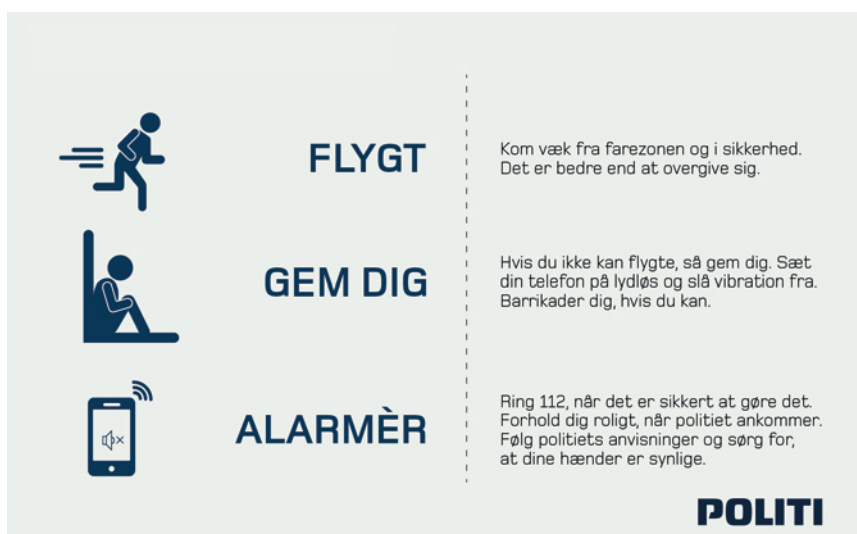 FLYGT
Kom væk fra farezonen og i sikkerhed.
Det er bedre end at overgive sig.
GEM DIG
Hvis du ikke kan flygte, så gem dig. Sæt
din telefon på lydløs og slå vibration fra.
Barrikader dig, hvis du kan.
ALARMÈR
Ring 112, når det er sikkert at gøre det.
Forhold dig roligt, når politiet ankommer.
Følg politiets anvisninger og sørg for,
at dine hænder er synlige.
POLITI